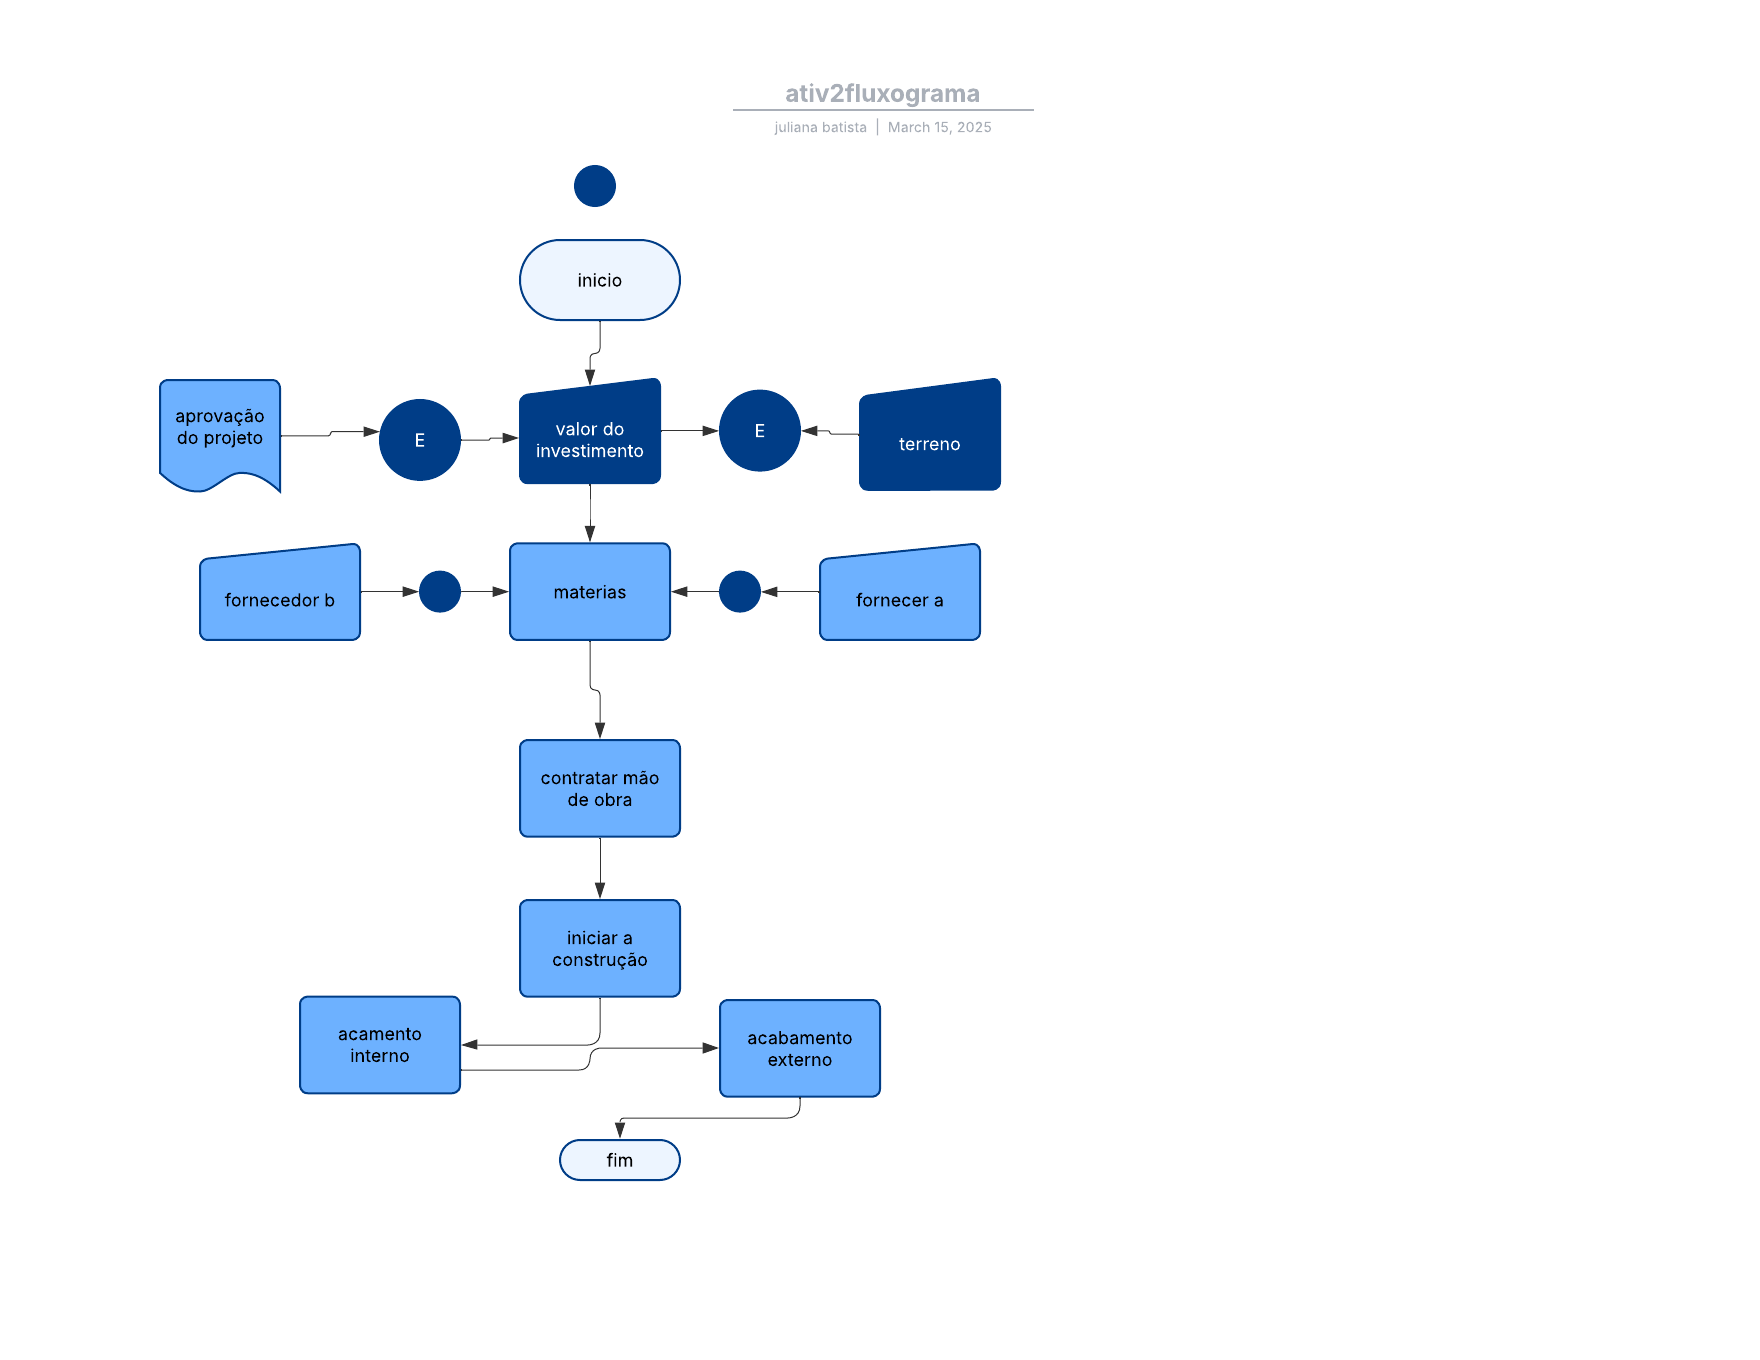 ativ2fluxograma
juliana batista | March 15, 2025
inicio
aprovação
do projeto
E
valor do
investimento
E
terreno
fornecedor b
materias
fornecer a
contratar mão
de obra
iniciar a
construção
acamento
interno
acabamento
externo
fim